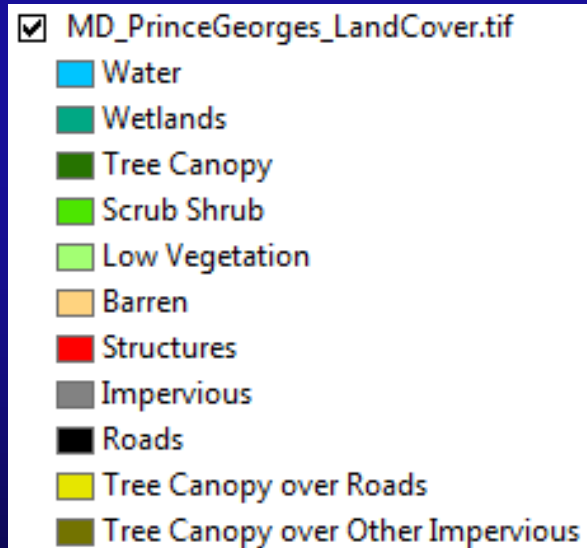 MD_PrinceGeorges_LandCover.tif
Water
Wetlands
Tree Canopy
Scrub Shrub
Low Vegetation
Barren
Structures
Impervious
Roads
Tree Canopy over Roads
Tree Canopy over Other Impervious